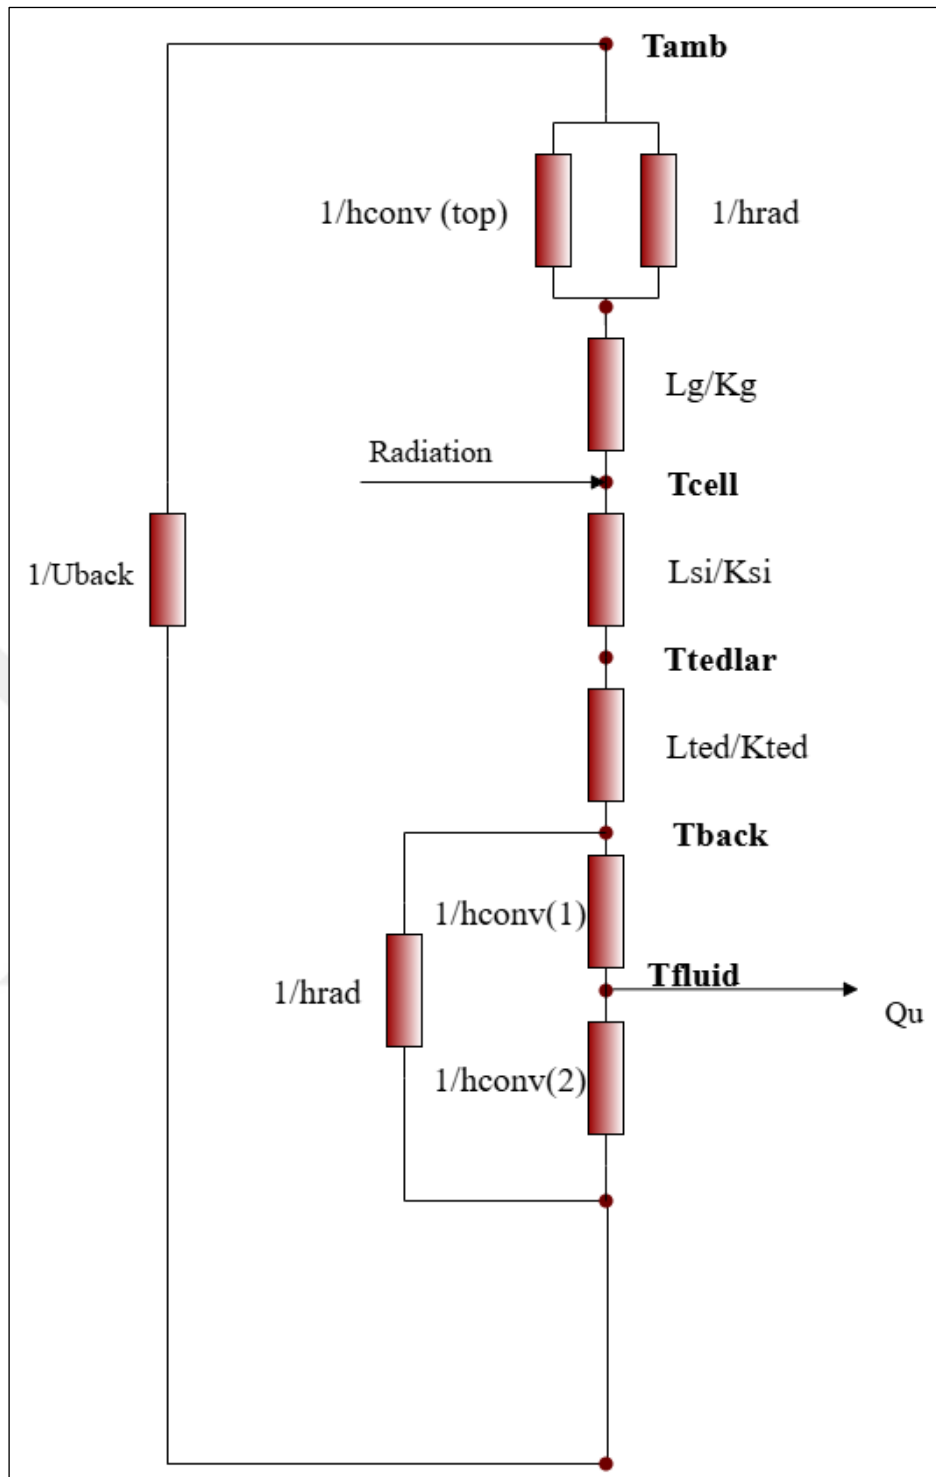 Tamb
1/hconv (top)
1/hrad
Lg/Kg
Radiation
Tcell
1/Uback
Lsi/Ksi
Ttedlar
Lted/Kted
Tback
1/hconv(1)
Tfluid
1/hrad
Qu
1/hconv(2)